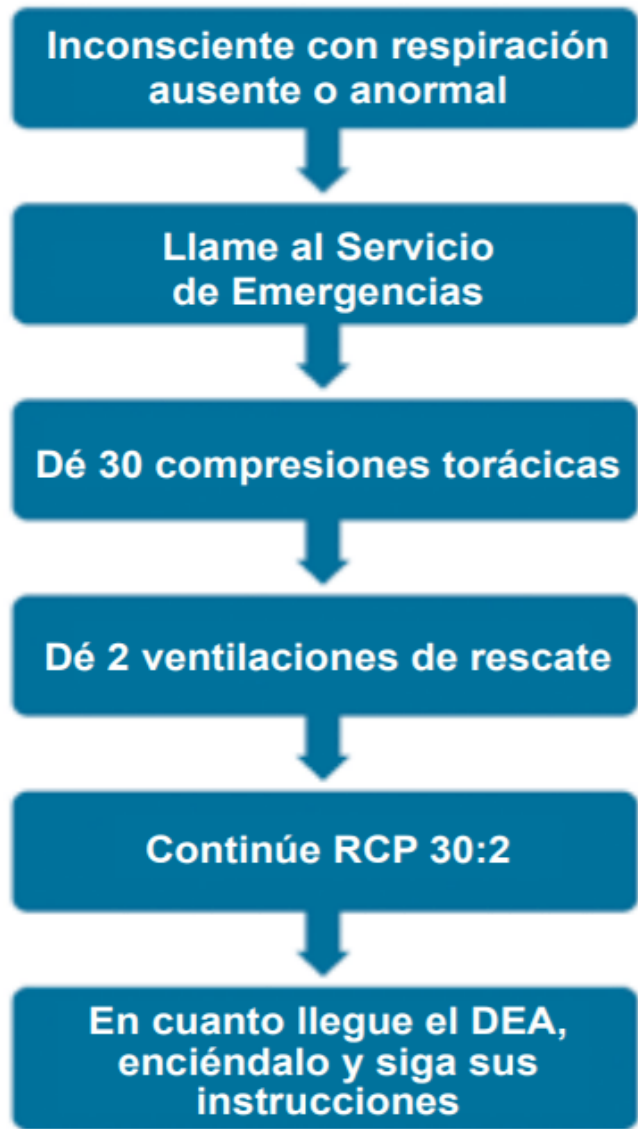 Inconsciente con respiración
ausente o anormal
Llame al Servicio
de Emergencias
Dé 30 compresiones torácicas
Dé 2 ventilaciones de rescate
Continúe RCP 30:2
En cuanto llegue el DEA,
enciéndalo y siga sus
instrucciones